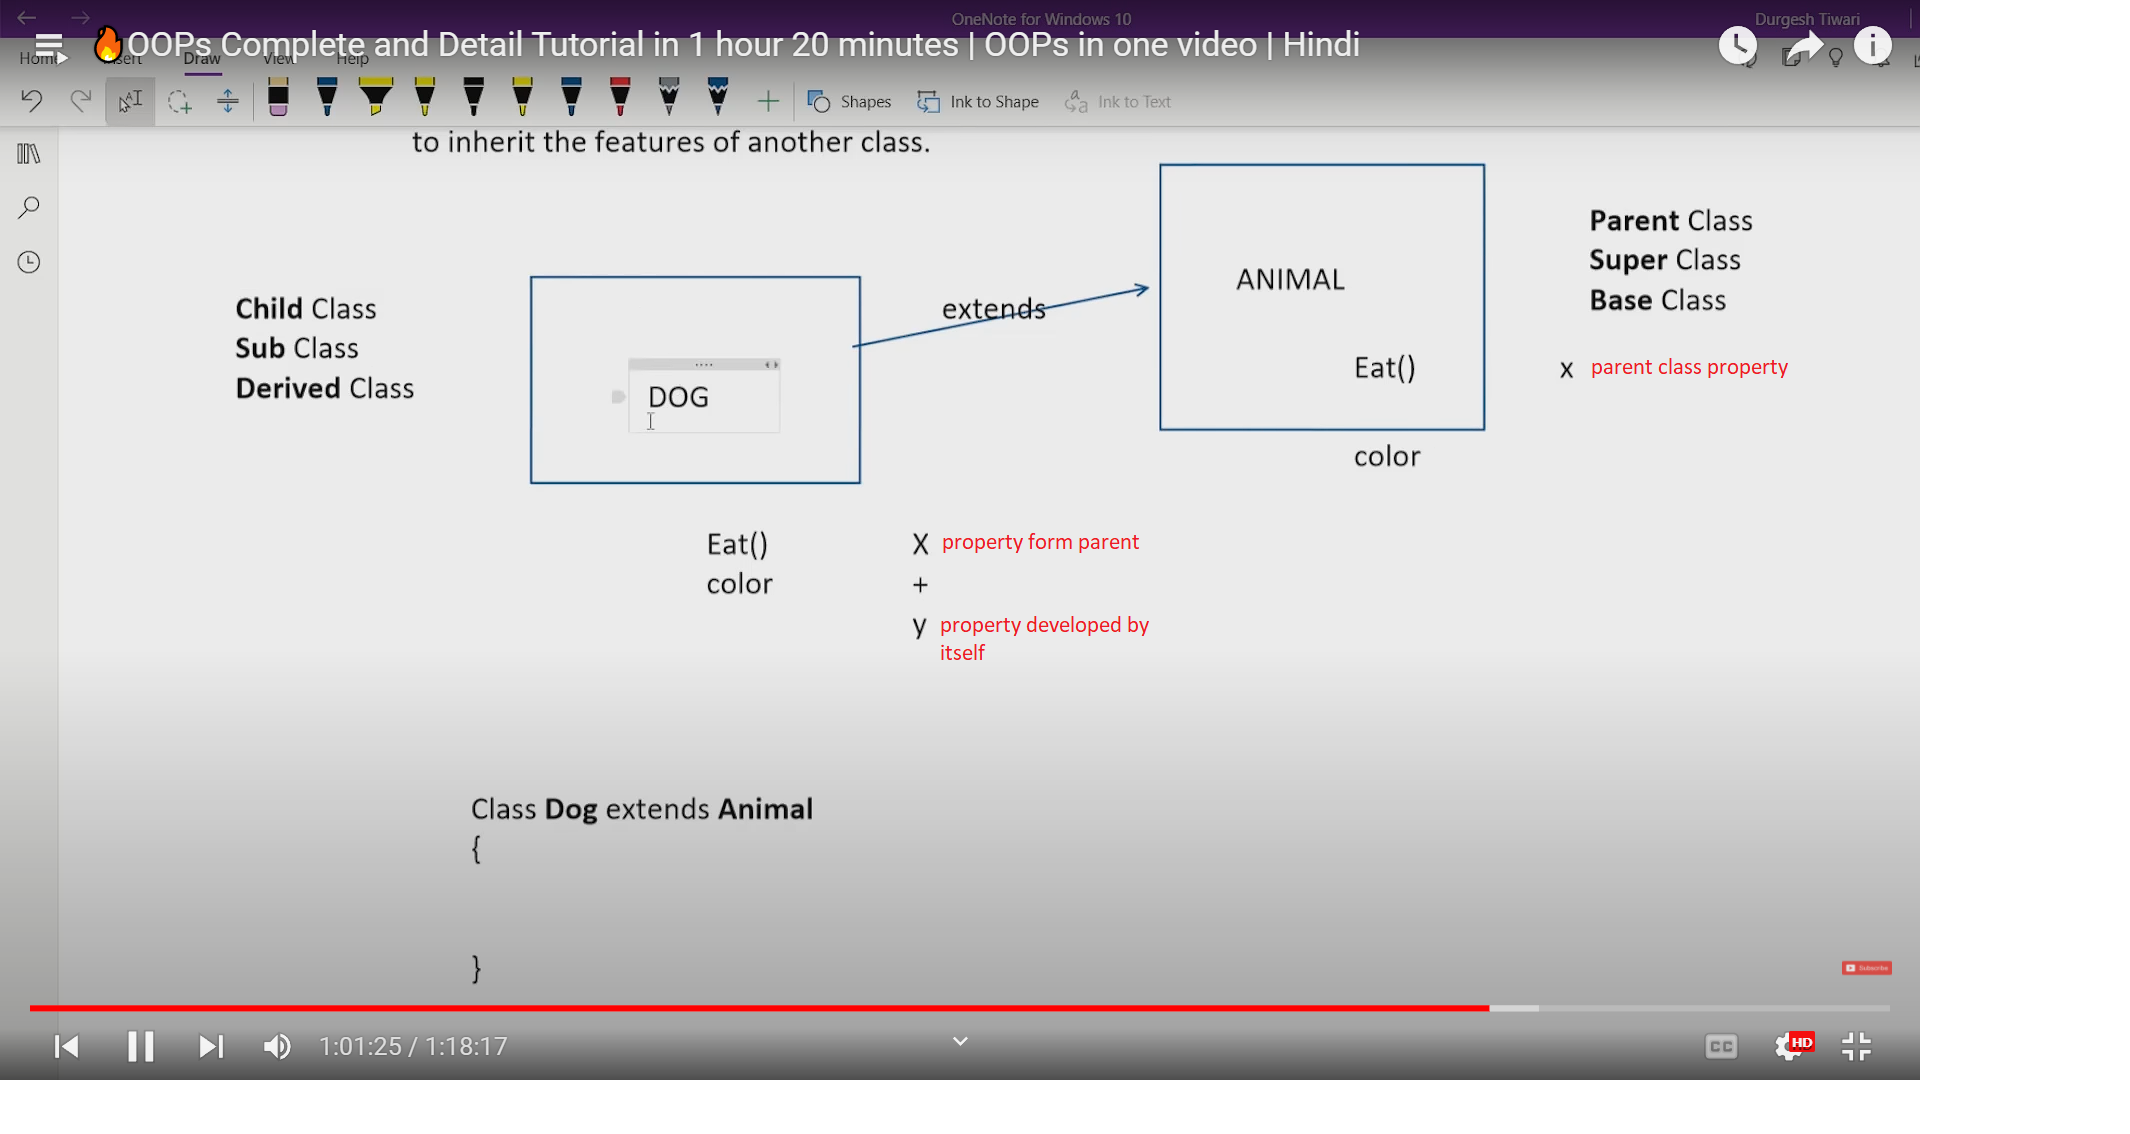 OneNote for Windows 10
Durgesh Tiwari
🔥OOPs Complete and Detail Tutorial in 1 hour 20 minutes | OOPs in one video | Hindi
Draw View Help
Shapes Ink to Shape Ink to Text
to inherit the features of another class.
Parent Class
Super Class
Base Class
ANIMAL
Child Class
Sub Class
Derived Class
extends
Eat()
x parent class property
DOG
color
Eat()
color
X property form parent
+
y property developed by
itself
Class Dog extends Animal
{
}
Subscribe
1:01:25 / 1:18:17
CC
HD